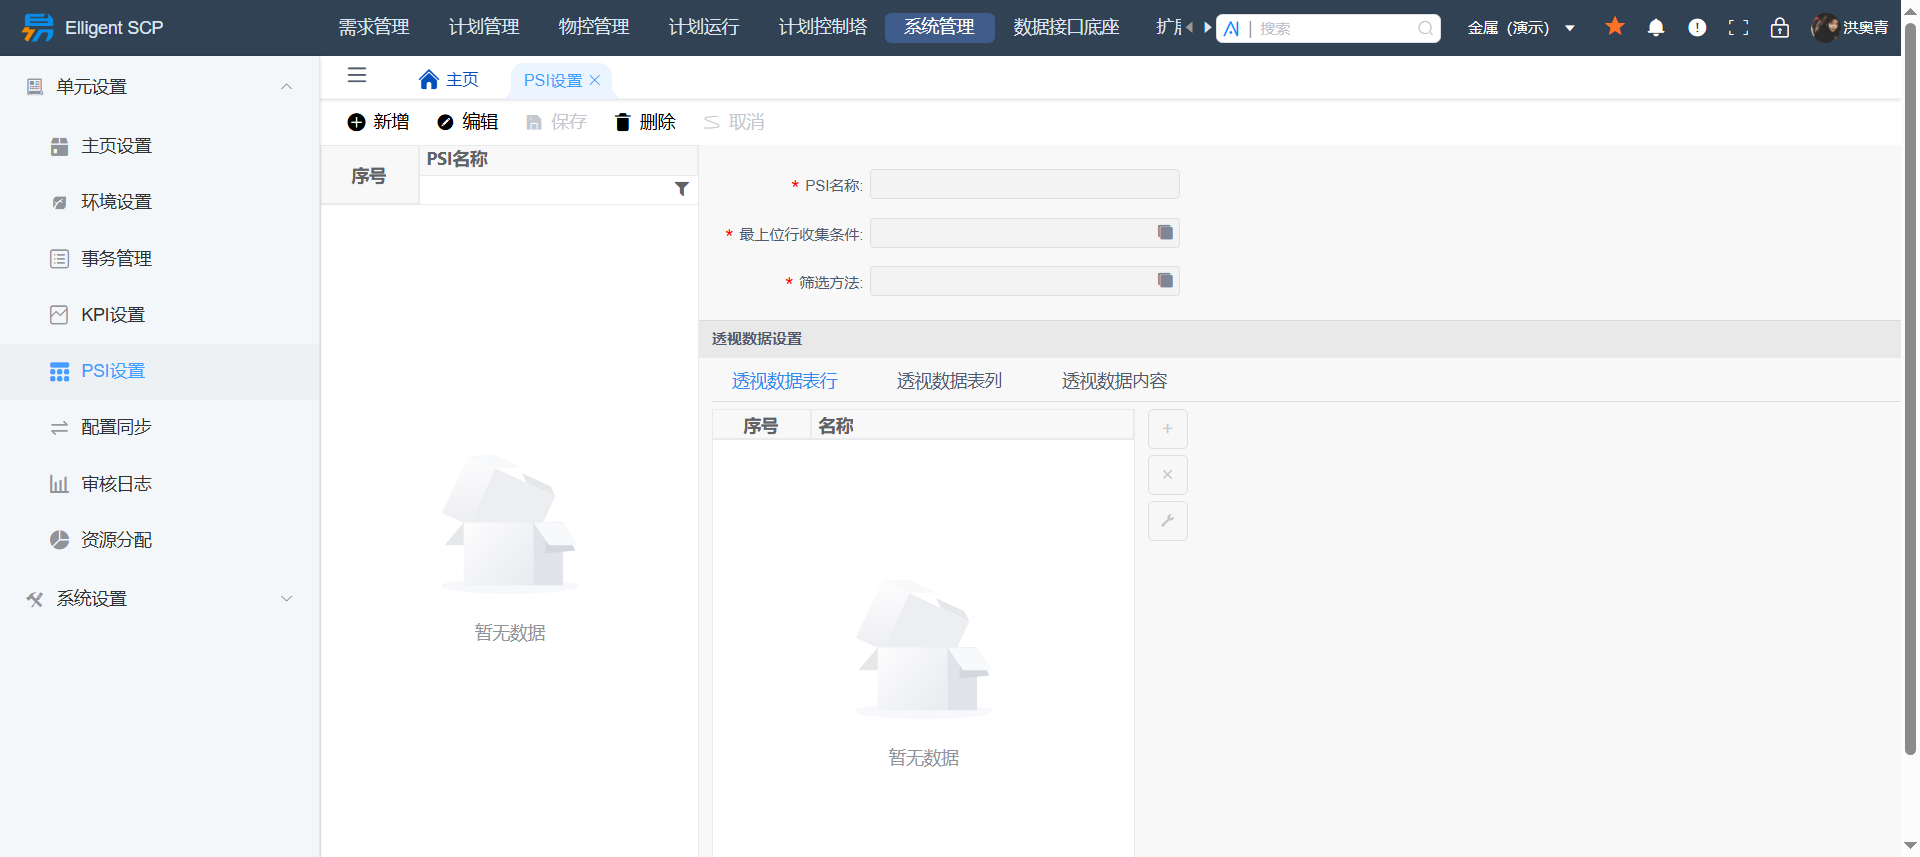 Elligent SCP
需求管理
计划管理
物控管理
计划运行
计划控制塔
系统管理
数据接口底座
AI | 搜索
金属（演示）
洪奥青
单元设置
主页设置
环境设置
事务管理
KPI设置
PSI设置
配置同步
审核日志
资源分配
系统设置
主页
PSI设置
新增
编辑
保存
删除
取消
序号
PSI名称
暂无数据
* PSI名称:
* 最上位行收集条件:
* 筛选方法:
透视数据设置
透视数据表行
透视数据表列
透视数据内容
序号
名称
暂无数据